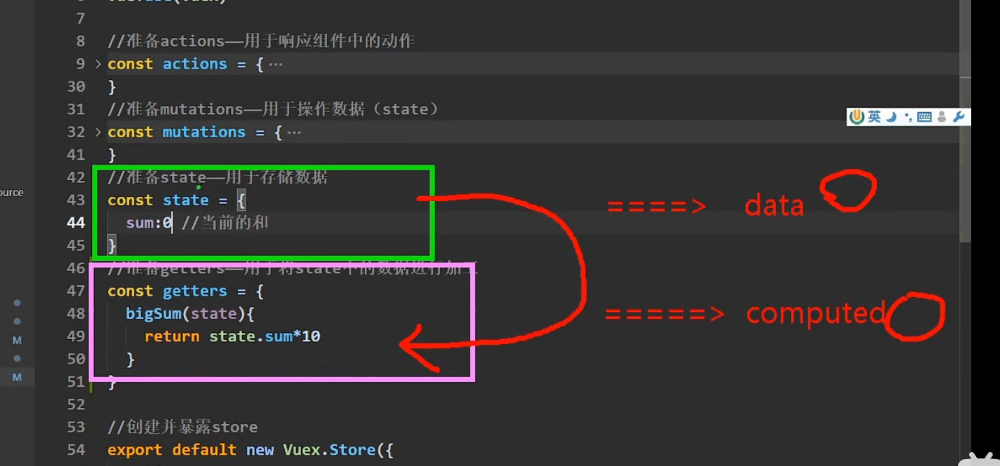 7
8 //准备actions——用于响应组件中的动作
9 const actions = { ···
30 }
31 //准备mutations——用于操作数据（state）
32 const mutations = { ···
41 }
42 //准备state——用于存储数据
43 const state = {
44 sum:0 //当前的和
45 }
46 //准备getters——用于将state中的数据进行加工
47 const getters = {
48 bigSum(state){
49 return state.sum*10
50 }
51 }
52
53 //创建并暴露store
54 export default new Vuex.Store({
ource
M
M
英
====> data
=====> computed